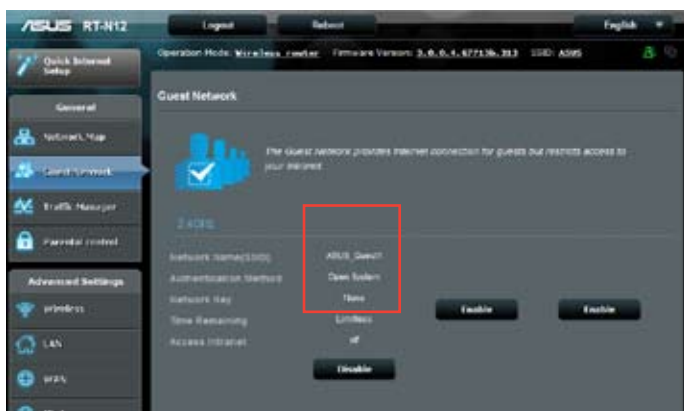 ASUS RT-N12
Logout
Reboot
English
Operation Mode: Wireless router Firmware Version: SSID: ASUS
Quick Internet Setup
General
Network Map
Guest Network
Traffic Manager
Parental control
Advanced Settings
Wireless
LAN
WAN
Guest Network
The Guest network provides Internet connection for guests but restricts access to your intranet.
2.4GHz
Network Name(SSID) ASUS_Guest1
Authentication Method Open System
Network Key None
Time Remaining Limitless
Access Intranet off
Enable
Enable
Disable